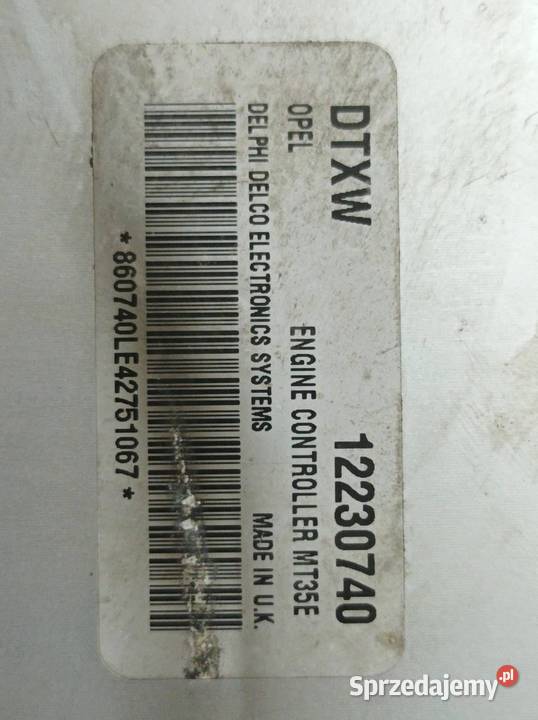 DTXW 12230740
OPEL ENGINE CONTROLLER MT35E
DELPHI DELCO ELECTRONICS SYSTEMS MADE IN U.K.
*860740LE42751067*
Sprzedajemy.pl